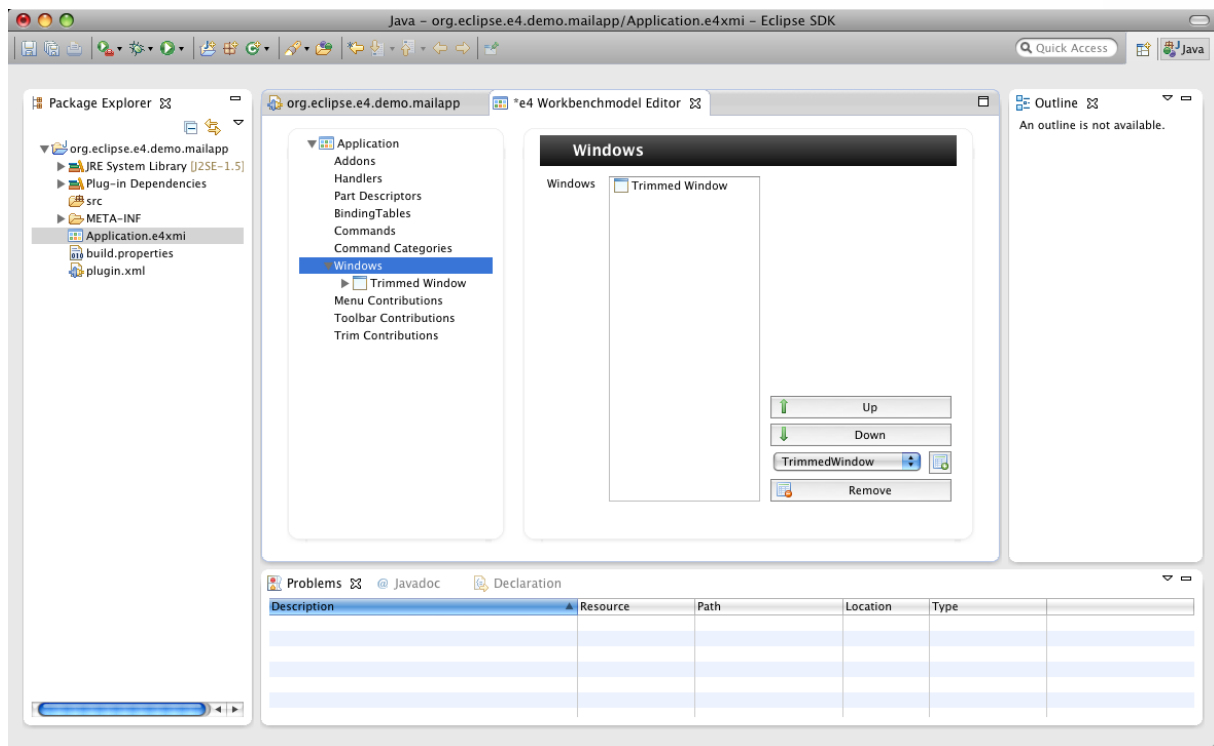 Java – org.eclipse.e4.demo.mailapp/Application.e4xmi – Eclipse SDK
Quick Access
Java
Package Explorer
org.eclipse.e4.demo.mailapp
JRE System Library [J2SE-1.5]
Plug-in Dependencies
src
META-INF
Application.e4xmi
build.properties
plugin.xml
org.eclipse.e4.demo.mailapp
*e4 Workbenchmodel Editor
Application
Addons
Handlers
Part Descriptors
BindingTables
Commands
Command Categories
Windows
Trimmed Window
Menu Contributions
Toolbar Contributions
Trim Contributions
Windows
Windows
Trimmed Window
Up
Down
TrimmedWindow
Remove
Outline
An outline is not available.
Problems @ Javadoc Declaration
Description Resource Path Location Type